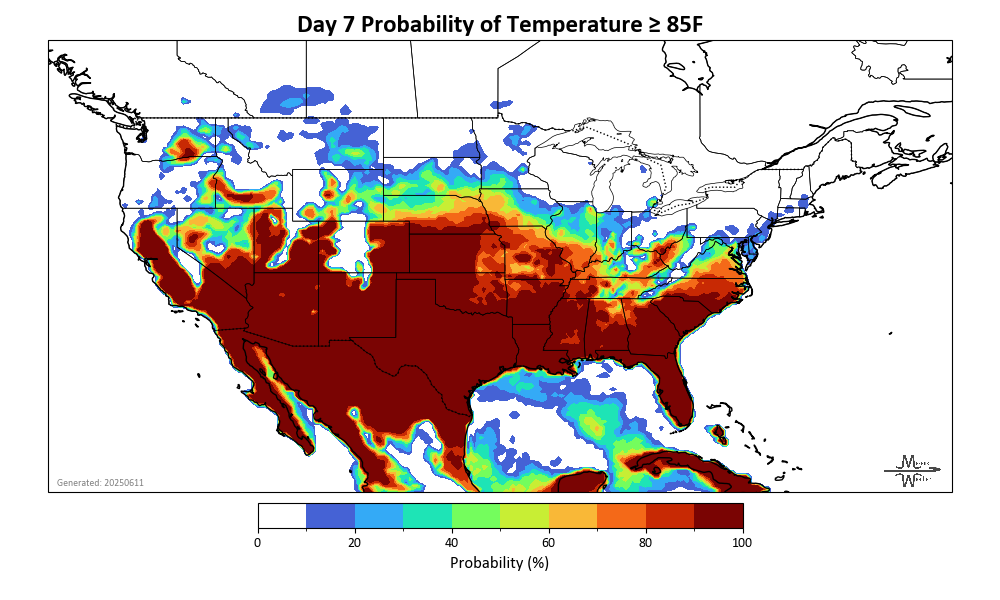 Day 7 Probability of Temperature ≥ 85F
Generated: 20250611
0 20 40 60 80 100
Probability (%)